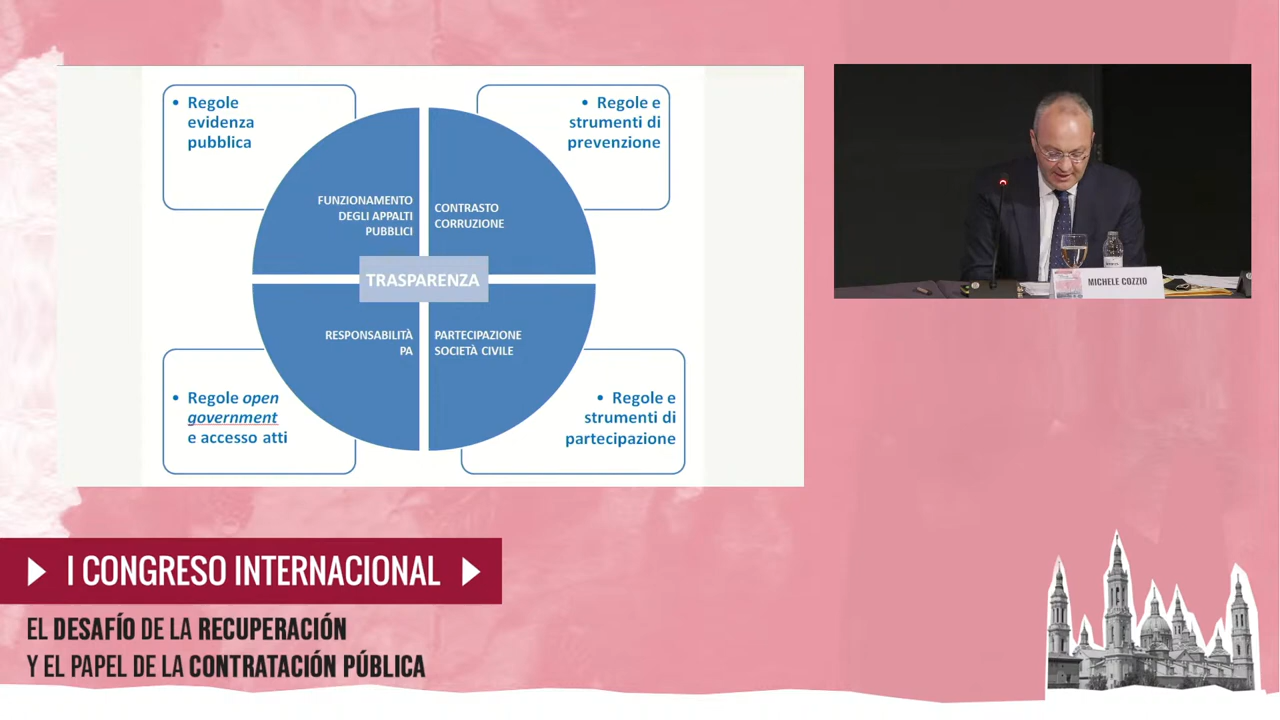 • Regole
evidenza
pubblica
• Regole e
strumenti di
prevenzione
FUNZIONAMENTO
DEGLI APPALTI
PUBBLICI
CONTRASTO
CORRUZIONE
TRASPARENZA
RESPONSABILITÀ
PA
PARTECIPAZIONE
SOCIETÀ CIVILE
• Regole open
government
e accesso atti
• Regole e
strumenti di
partecipazione
MICHELE COZZIO
I CONGRESO INTERNACIONAL
EL DESAFÍO DE LA RECUPERACIÓN
Y EL PAPEL DE LA CONTRATACIÓN PÚBLICA